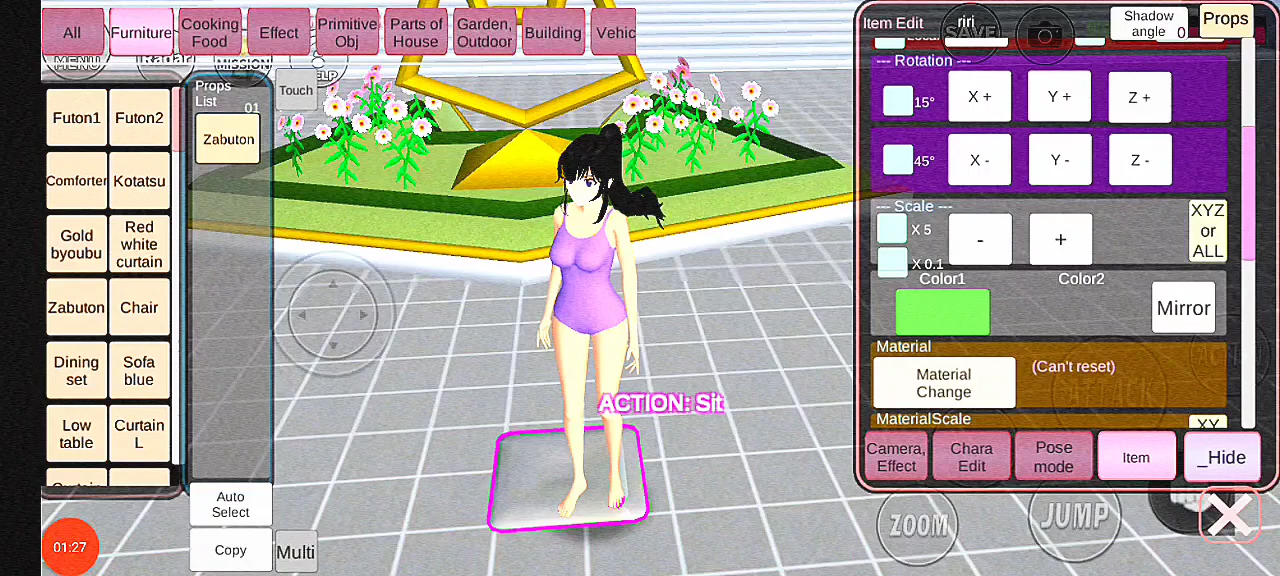 All
Furniture
Cooking
Food
Effect
Primitive
Obj
Parts of
House
Garden,
Outdoor
Building
Vehic
MENU
Radar
MISSION
Touch
Props
List
01
Zabuton
Futon1
Futon2
Comforter
Kotatsu
Gold
byoubu
Red
white
curtain
Zabuton
Chair
Dining
set
Sofa
blue
Low
table
Curtain
L
Auto
Select
Copy
Multi
01:27
ACTION: Sit
Item Edit
riri
SAVE
Shadow
angle
0
Props
--- Rotation ---
15°
X +
Y +
Z +
45°
X -
Y -
Z -
--- Scale ---
X 5
X 0.1
-
+
XYZ
or
ALL
Color1
Color2
Mirror
Material
Material
Change
(Can't reset)
MaterialScale
XY
Camera,
Effect
Chara
Edit
Pose
mode
Item
_Hide
ZOOM
JUMP
X